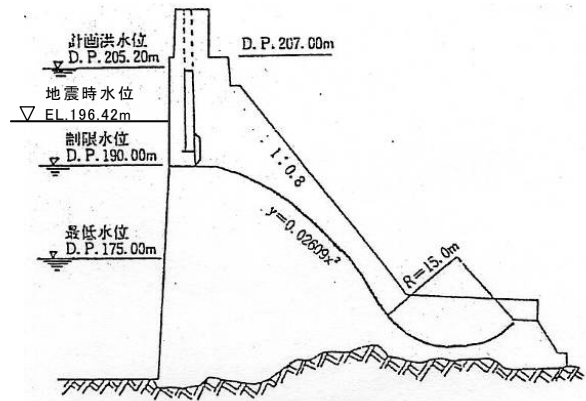 計画洪水位
D.P.205.20m
D.P.207.00m
地震時水位
EL.196.42m
制限水位
D.P.190.00m
1:0.8
y=0.02609x²
R=15.0m
最低水位
D.P.175.00m